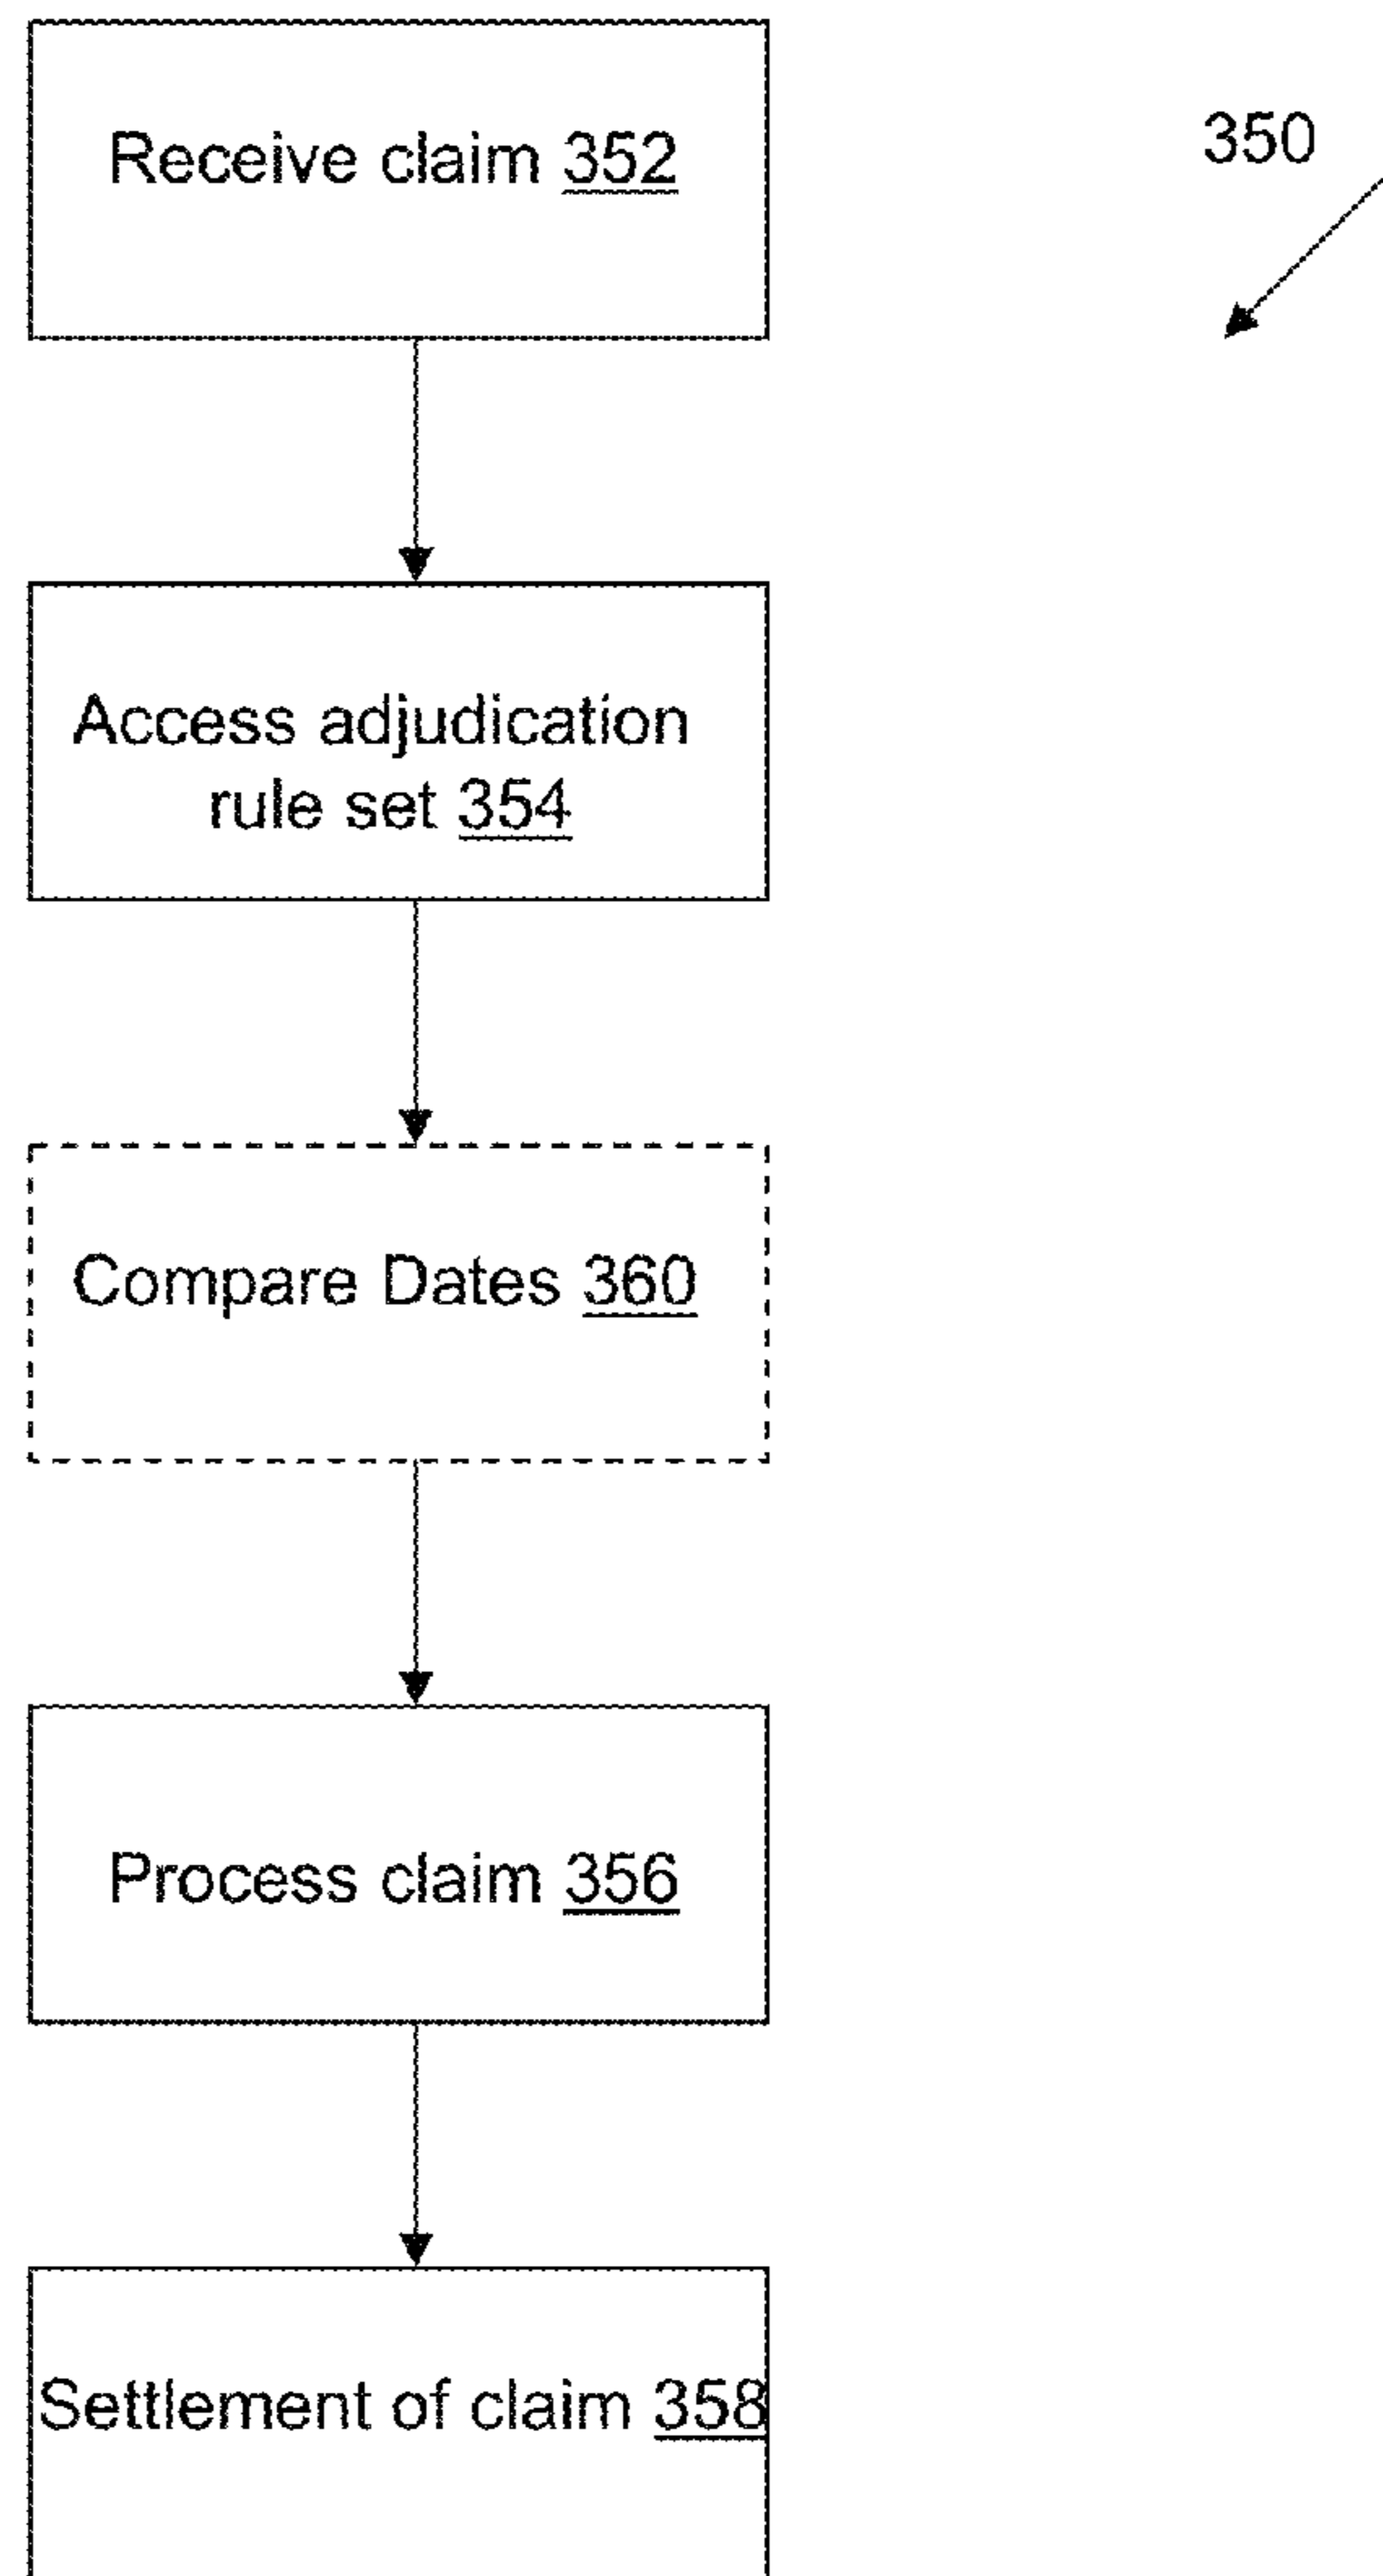 Receive claim 352
350
Access adjudication
rule set 354
Compare Dates 360
Process claim 356
Settlement of claim 358